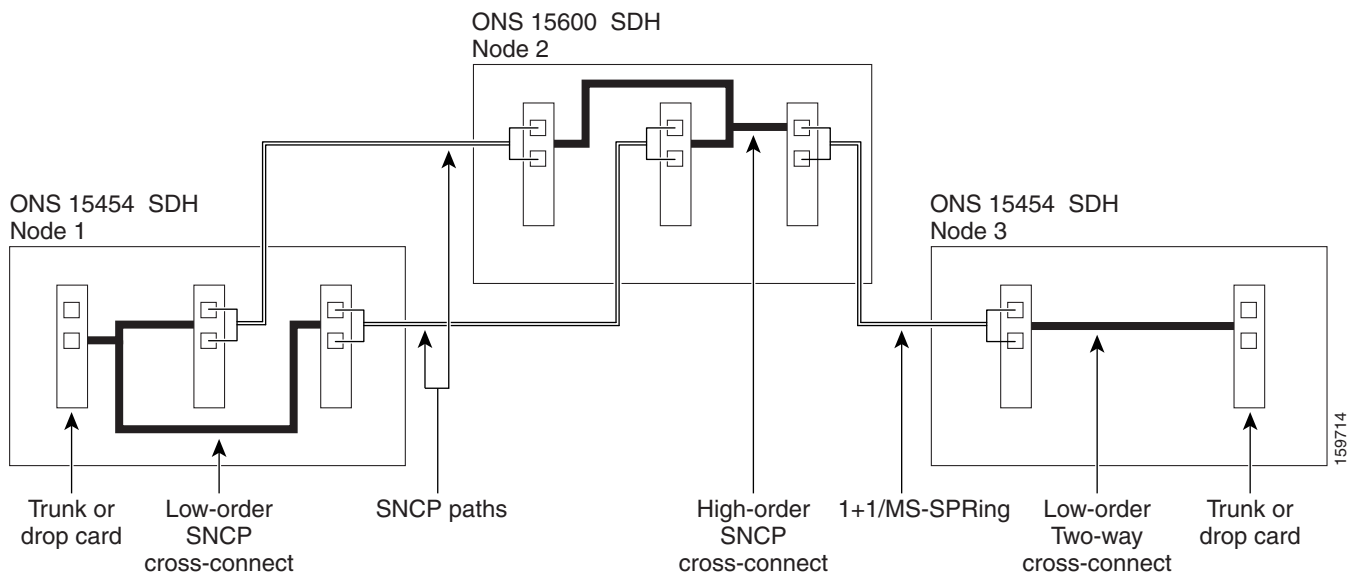 ONS 15600 SDH
Node 2
ONS 15454 SDH
Node 1
ONS 15454 SDH
Node 3
159714
Trunk or
drop card
Low-order
SNCP
cross-connect
SNCP paths
High-order
SNCP
cross-connect
1+1/MS-SPRing
Low-order
Two-way
cross-connect
Trunk or
drop card